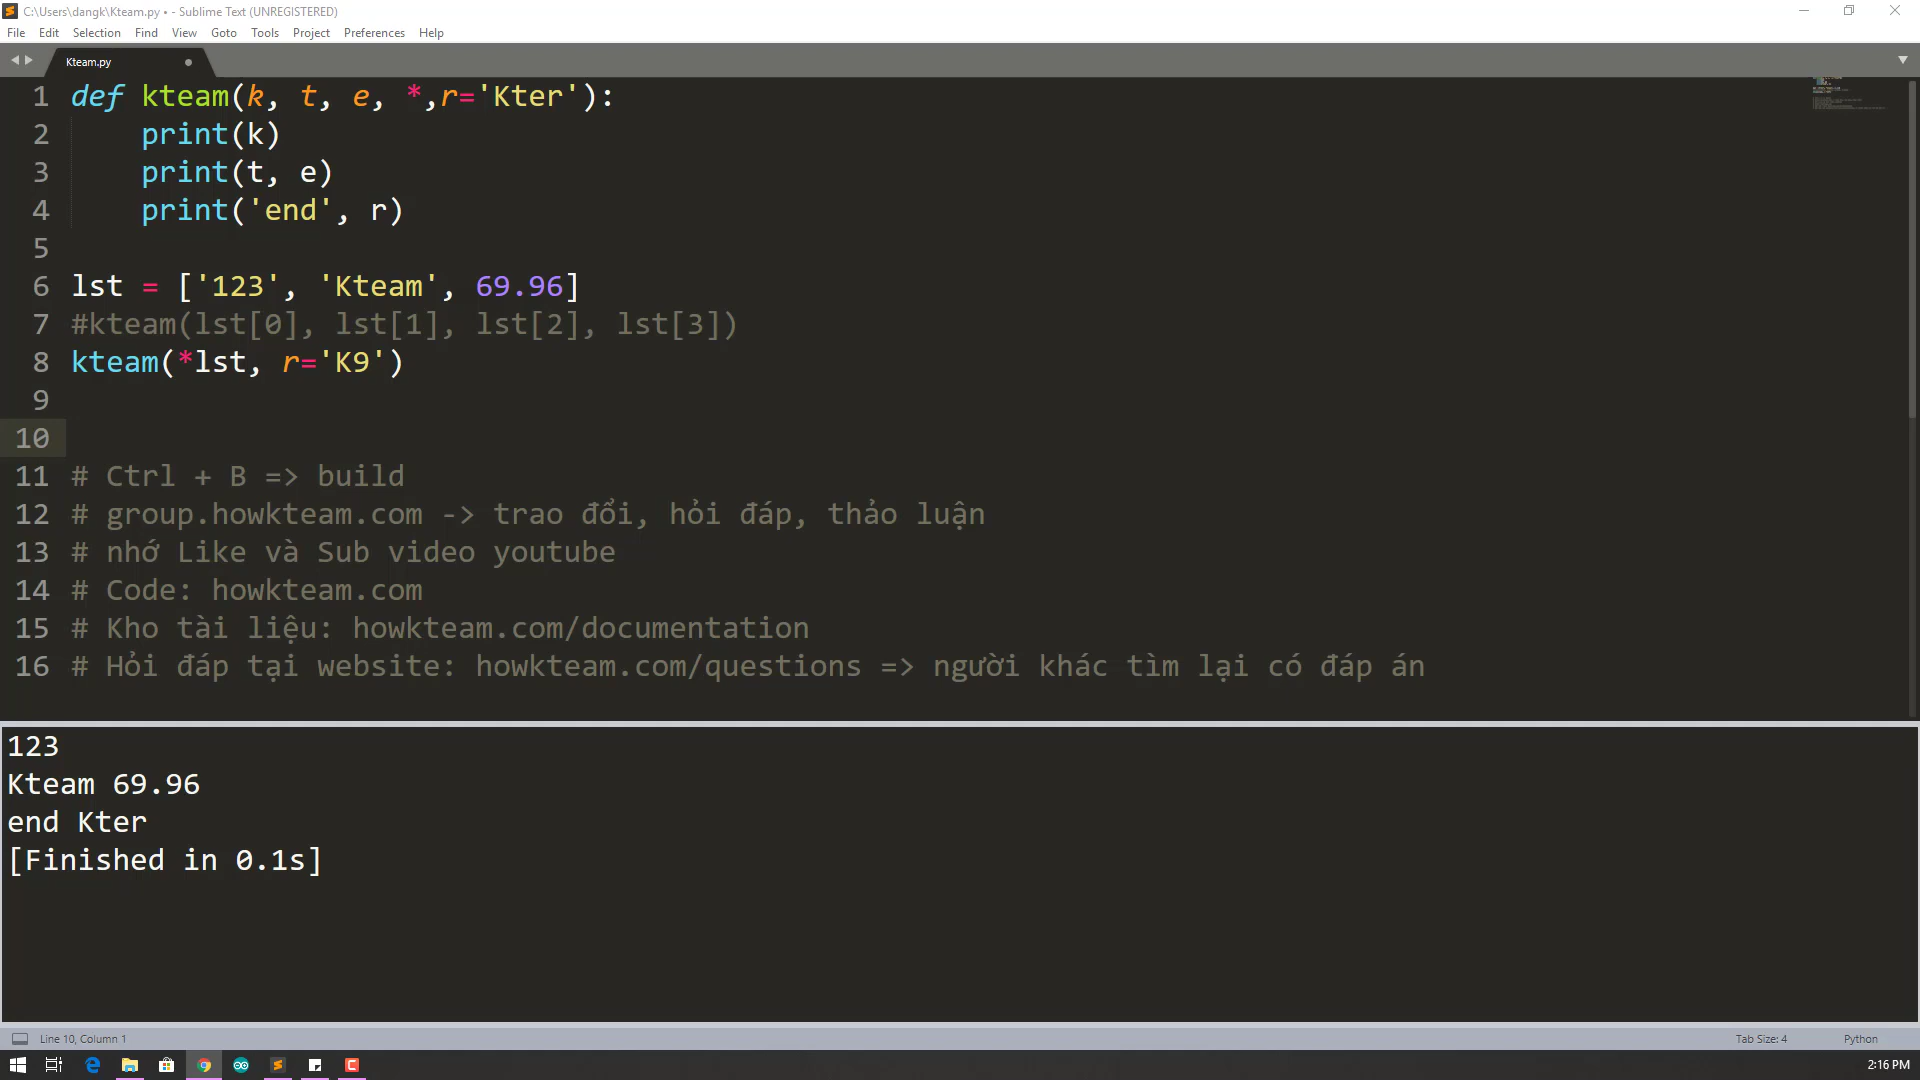 C:\Users\dangk\Kteam.py • - Sublime Text (UNREGISTERED)
File Edit Selection Find View Goto Tools Project Preferences Help
Kteam.py
1 def kteam(k, t, e, *,r='Kter'):
2     print(k)
3     print(t, e)
4     print('end', r)
5
6 lst = ['123', 'Kteam', 69.96]
7 #kteam(lst[0], lst[1], lst[2], lst[3])
8 kteam(*lst, r='K9')
9
10
11 # Ctrl + B => build
12 # group.howkteam.com -> trao đổi, hỏi đáp, thảo luận
13 # nhớ Like và Sub video youtube
14 # Code: howkteam.com
15 # Kho tài liệu: howkteam.com/documentation
16 # Hỏi đáp tại website: howkteam.com/questions => người khác tìm lại có đáp án
123
Kteam 69.96
end Kter
[Finished in 0.1s]
Line 10, Column 1 Tab Size: 4 Python
2:16 PM